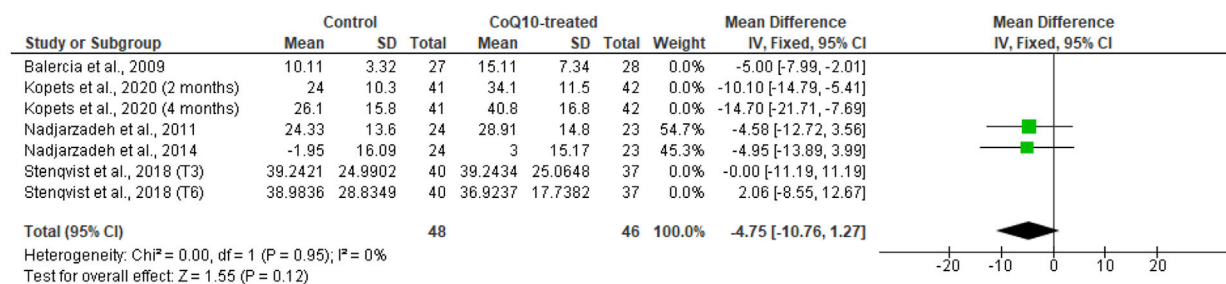 Control CoQ10-treated Mean Difference Mean Difference
Study or Subgroup Mean SD Total Mean SD Total Weight IV, Fixed, 95% CI IV, Fixed, 95% CI
Balercia et al., 2009 10.11 3.32 27 15.11 7.34 28 0.0% -5.00 [-7.99, -2.01]
Kopets et al., 2020 (2 months) 24 10.3 41 34.1 11.5 42 0.0% -10.10 [-14.79, -5.41]
Kopets et al., 2020 (4 months) 26.1 15.8 41 40.8 16.8 42 0.0% -14.70 [-21.71, -7.69]
Nadjarzadeh et al., 2011 24.33 13.6 24 28.91 14.8 23 54.7% -4.58 [-12.72, 3.56]
Nadjarzadeh et al., 2014 -1.95 16.09 24 3 15.17 23 45.3% -4.95 [-13.89, 3.99]
Stenqvist et al., 2018 (T3) 39.2421 24.9902 40 39.2434 25.0648 37 0.0% -0.00 [-11.19, 11.19]
Stenqvist et al., 2018 (T6) 38.9836 28.8349 40 36.9237 17.7382 37 0.0% 2.06 [-8.55, 12.67]
Total (95% CI) 48 46 100.0% -4.75 [-10.76, 1.27]
Heterogeneity: Chi² = 0.00, df = 1 (P = 0.95); I² = 0%
Test for overall effect: Z = 1.55 (P = 0.12)
-20 -10 0 10 20